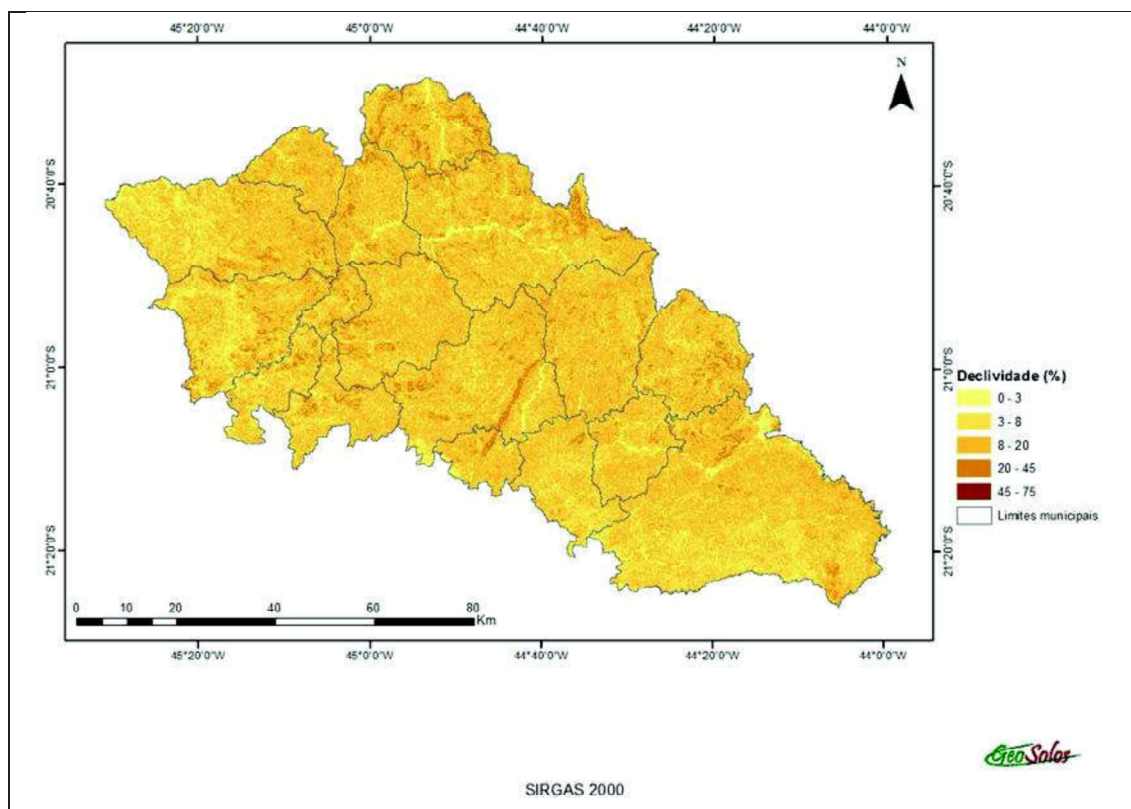 45°20'0"W 45°0'0"W 44°40'0"W 44°20'0"W 44°0'0"W
N
20°40'0"S 20°40'0"S
21°0'0"S 21°0'0"S
21°20'0"S 21°20'0"S
Declividade (%)
0 - 3
3 - 8
8 - 20
20 - 45
45 - 75
Limites municipais
0 10 20 40 60 80
Km
45°20'0"W 45°0'0"W 44°40'0"W 44°20'0"W 44°0'0"W
GeoSolos
SIRGAS 2000